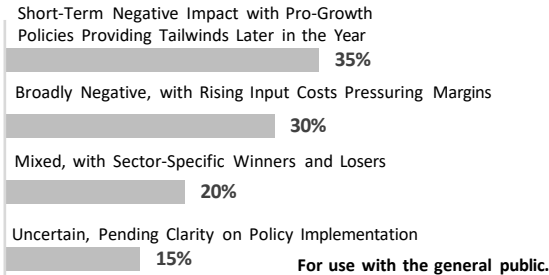 Short-Term Negative Impact with Pro-Growth
Policies Providing Tailwinds Later in the Year
35%
Broadly Negative, with Rising Input Costs Pressuring Margins
30%
Mixed, with Sector-Specific Winners and Losers
20%
Uncertain, Pending Clarity on Policy Implementation
15%
For use with the general public.